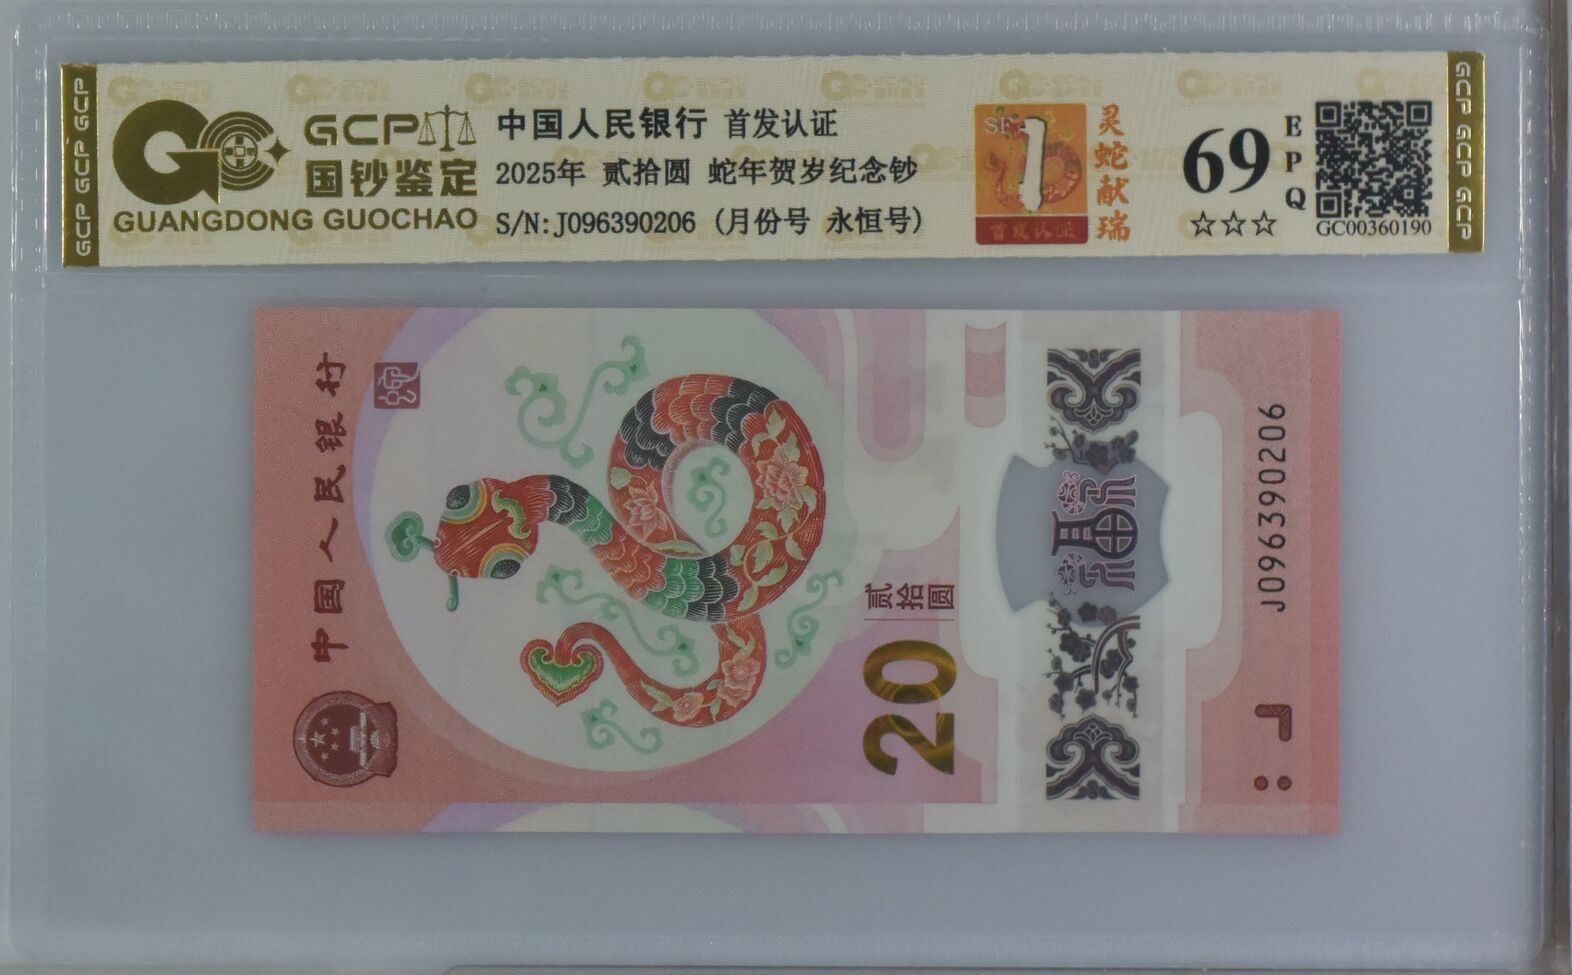 GCP GCP GCP
GCP
国钞鉴定
GUANGDONG GUOCHAO
中国人民银行 首发认证
2025年 贰拾圆 蛇年贺岁纪念钞
S/N:J096390206 (月份号 永恒号)
首发认证
灵蛇献瑞
69
EPQ
☆☆☆
GC00360190
GCP GCP GCP
中国人民银行
贰拾圆
20
福
J096390206